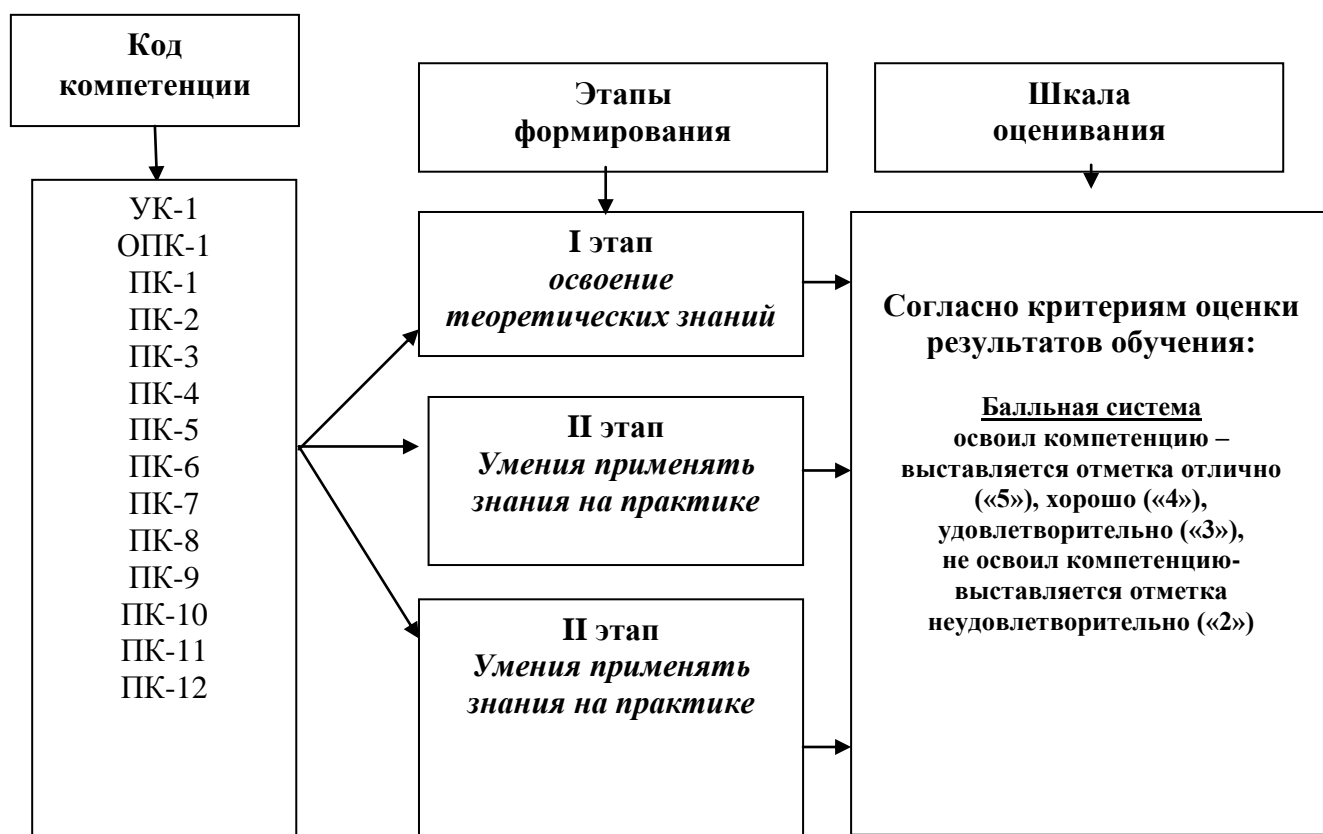 Код
компетенции
Этапы
формирования
Шкала
оценивания
УК-1
ОПК-1
ПК-1
ПК-2
ПК-3
ПК-4
ПК-5
ПК-6
ПК-7
ПК-8
ПК-9
ПК-10
ПК-11
ПК-12
I этап
освоение
теоретических знаний
II этап
Умения применять
знания на практике
II этап
Умения применять
знания на практике
Согласно критериям оценки
результатов обучения:
Балльная система
освоил компетенцию –
выставляется отметка отлично
(«5»), хорошо («4»),
удовлетворительно («3»),
не освоил компетенцию-
выставляется отметка
неудовлетворительно («2»)